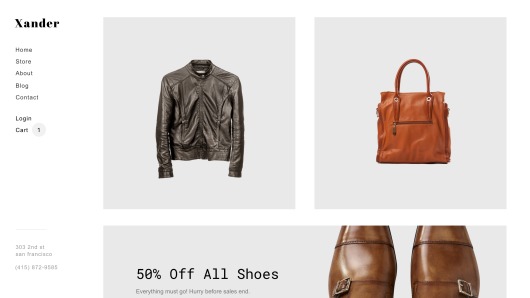 Xander
Home
Store
About
Blog
Contact
Login
Cart 1
303 2nd st
san francisco
(415) 872-9595
50% Off All Shoes
Everything must go! Hurry before sales end.